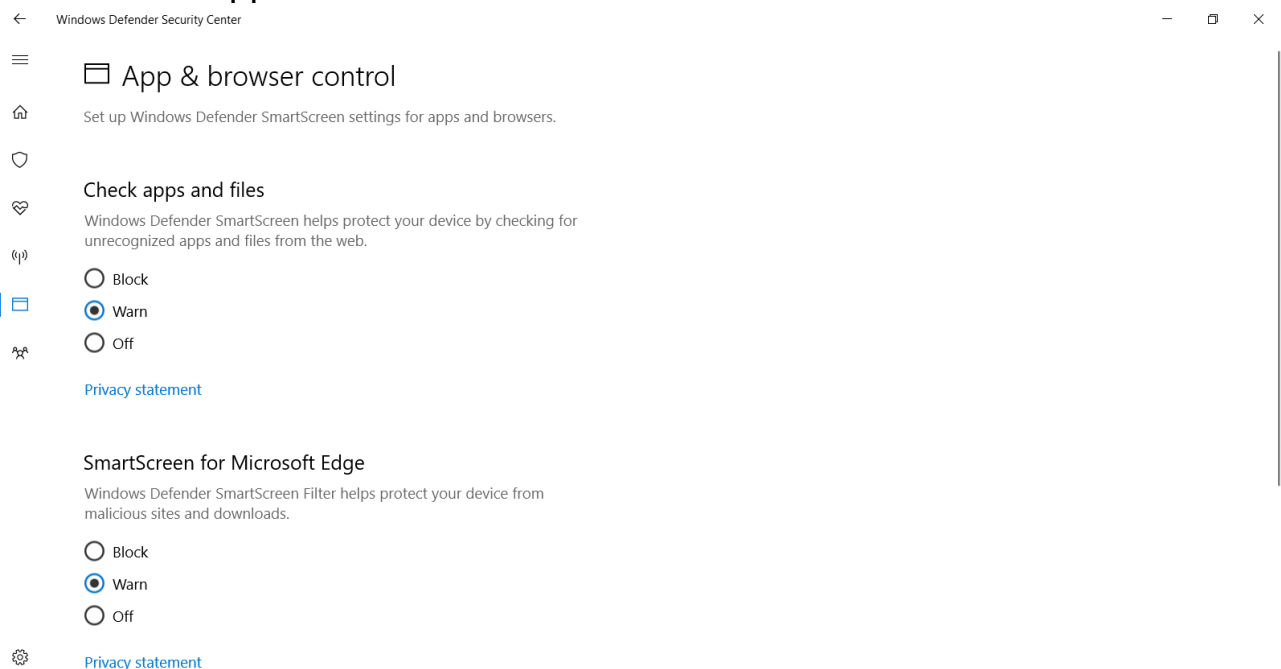 Windows Defender Security Center
App & browser control
Set up Windows Defender SmartScreen settings for apps and browsers.
Check apps and files
Windows Defender SmartScreen helps protect your device by checking for
unrecognized apps and files from the web.
Block
Warn
Off
Privacy statement
SmartScreen for Microsoft Edge
Windows Defender SmartScreen Filter helps protect your device from
malicious sites and downloads.
Block
Warn
Off
Privacy statement